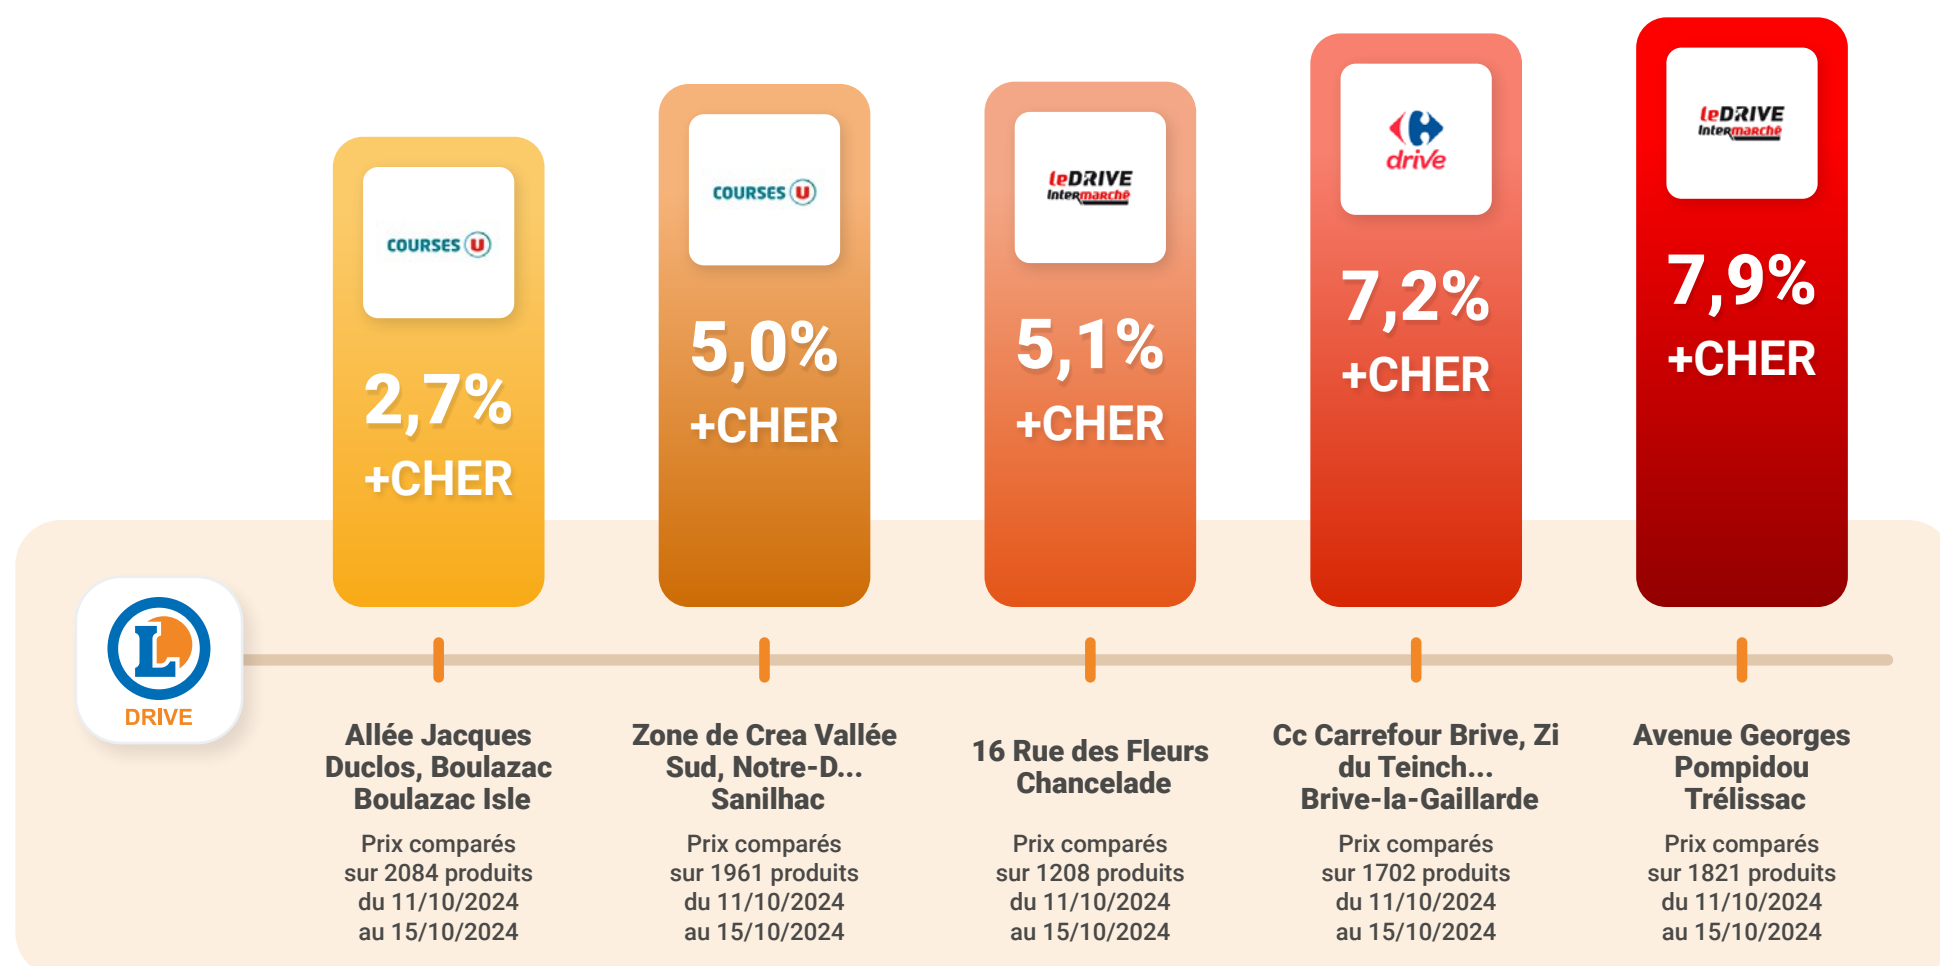 COURSES U
2,7%
+CHER
COURSES U
5,0%
+CHER
leDRIVE
Intermarché
5,1%
+CHER
drive
7,2%
+CHER
leDRIVE
Intermarché
7,9%
+CHER
L
DRIVE
Allée Jacques
Duclos, Boulazac
Boulazac Isle
Prix comparés
sur 2084 produits
du 11/10/2024
au 15/10/2024
Zone de Crea Vallée
Sud, Notre-D...
Sanilhac
Prix comparés
sur 1961 produits
du 11/10/2024
au 15/10/2024
16 Rue des Fleurs
Chancelade
Prix comparés
sur 1208 produits
du 11/10/2024
au 15/10/2024
Cc Carrefour Brive, Zi
du Teinch...
Brive-la-Gaillarde
Prix comparés
sur 1702 produits
du 11/10/2024
au 15/10/2024
Avenue Georges
Pompidou
Trélissac
Prix comparés
sur 1821 produits
du 11/10/2024
au 15/10/2024